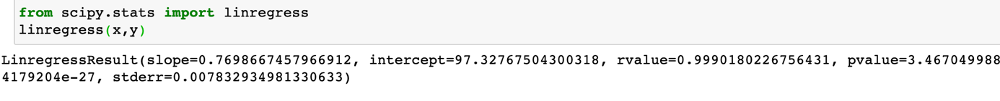 from scipy.stats import linregress
linregress(x,y)
LinregressResult(slope=0.7698667457966912, intercept=97.32767504300318, rvalue=0.9990180226756431, pvalue=3.467049988
4179204e-27, stderr=0.007832934981330633)